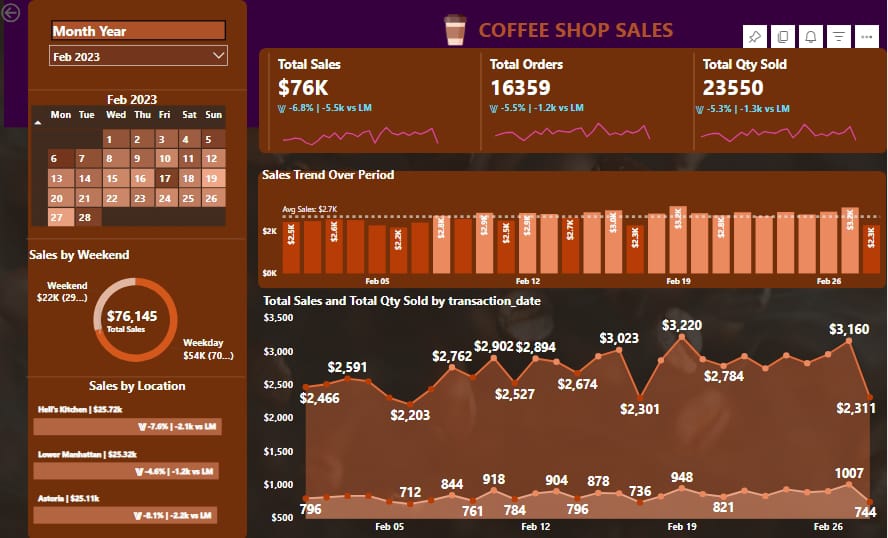 Month Year
Feb 2023
COFFEE SHOP SALES
Total Sales
$76K
-6.8% | -5.5k vs LM
Total Orders
16359
-5.5% | -1.2k vs LM
Total Qty Sold
23550
-5.3% | -1.3k vs LM
Feb 2023
Mon Tue Wed Thu Fri Sat Sun
1 2 3 4 5
6 7 8 9 10 11 12
13 14 15 16 17 18 19
20 21 22 23 24 25 26
27 28
Sales by Weekend
Weekend
$22K (29...)
$76,145
Total Sales
Weekday
$54K (70...)
Sales by Location
Hell's Kitchen | $25.72k
-7.6% | -2.1k vs LM
Lower Manhattan | $25.32k
-4.6% | -1.2k vs LM
Astoria | $25.11k
-8.1% | -2.2k vs LM
Sales Trend Over Period
Avg Sales: $2.7K
$2K
$0K
$2.5K $2.6K $2.2K $2.8K $2.9K $2.5K $2.9K $2.7K $3.0K $2.3K $3.2K $2.8K $3.2K $2.3K
Feb 05 Feb 12 Feb 19 Feb 26
Total Sales and Total Qty Sold by transaction_date
$3,500
$3,000
$2,500
$2,000
$1,500
$1,000
$500
$2,466 $2,591 $2,203 $2,762 $2,902 $2,527 $2,894 $2,674 $3,023 $2,301 $3,220 $2,784 $3,160 $2,311
796 712 844 761 918 784 904 796 878 736 948 821 1007 744
Feb 05 Feb 12 Feb 19 Feb 26